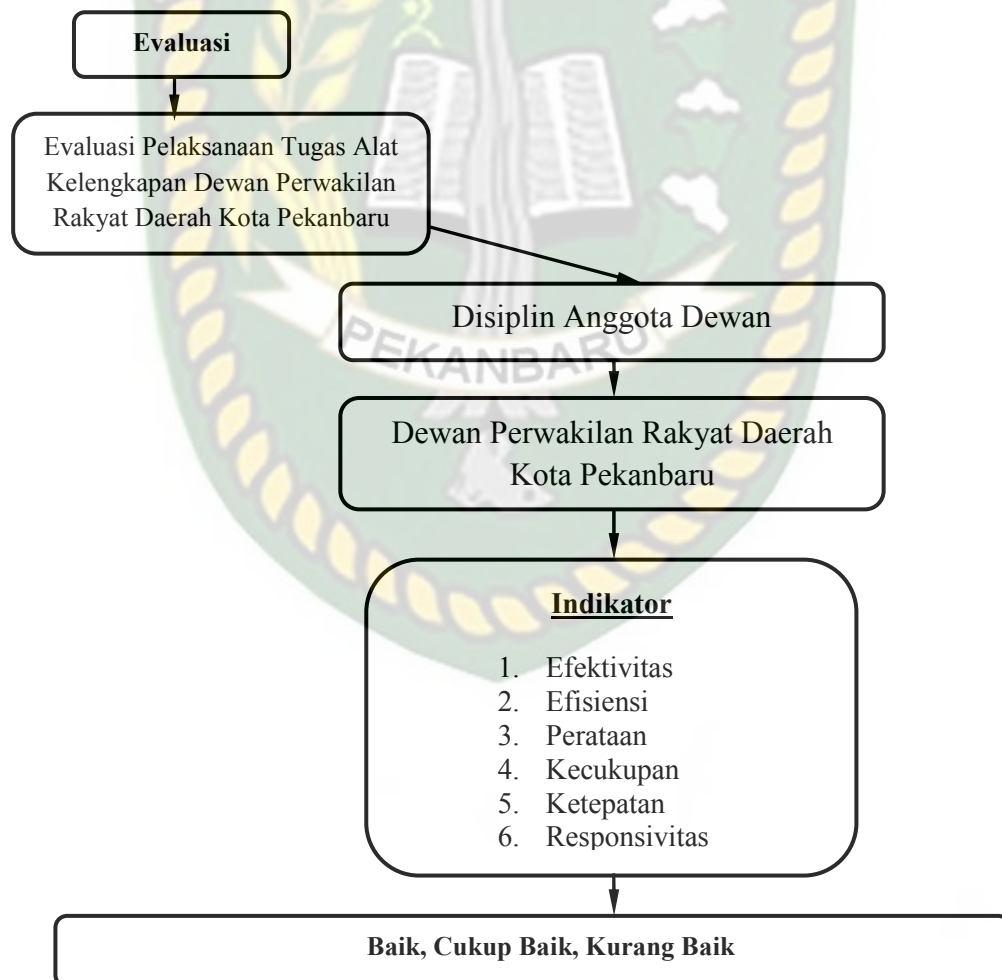 Evaluasi
Evaluasi Pelaksanaan Tugas Alat
Kelengkapan Dewan Perwakilan
Rakyat Daerah Kota Pekanbaru
Disiplin Anggota Dewan
PEKANBARU
Dewan Perwakilan Rakyat Daerah
Kota Pekanbaru
Indikator
1. Efektivitas
2. Efisiensi
3. Perataan
4. Kecukupan
5. Ketepatan
6. Responsivitas
Baik, Cukup Baik, Kurang Baik